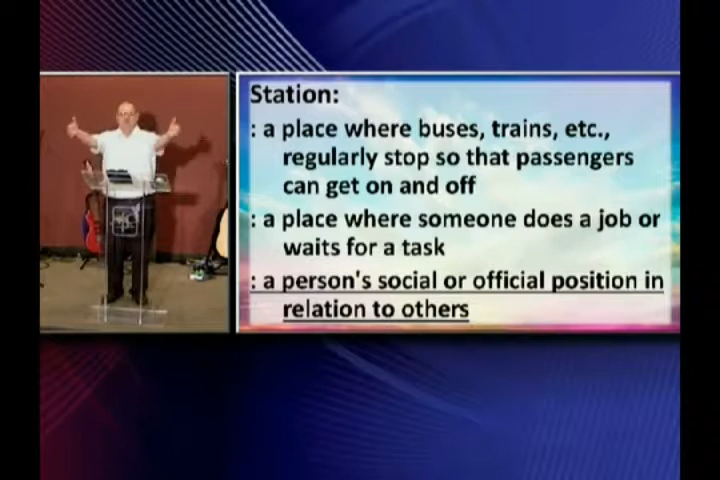 Station:
: a place where buses, trains, etc.,
regularly stop so that passengers
can get on and off
: a place where someone does a job or
waits for a task
: a person's social or official position in
relation to others